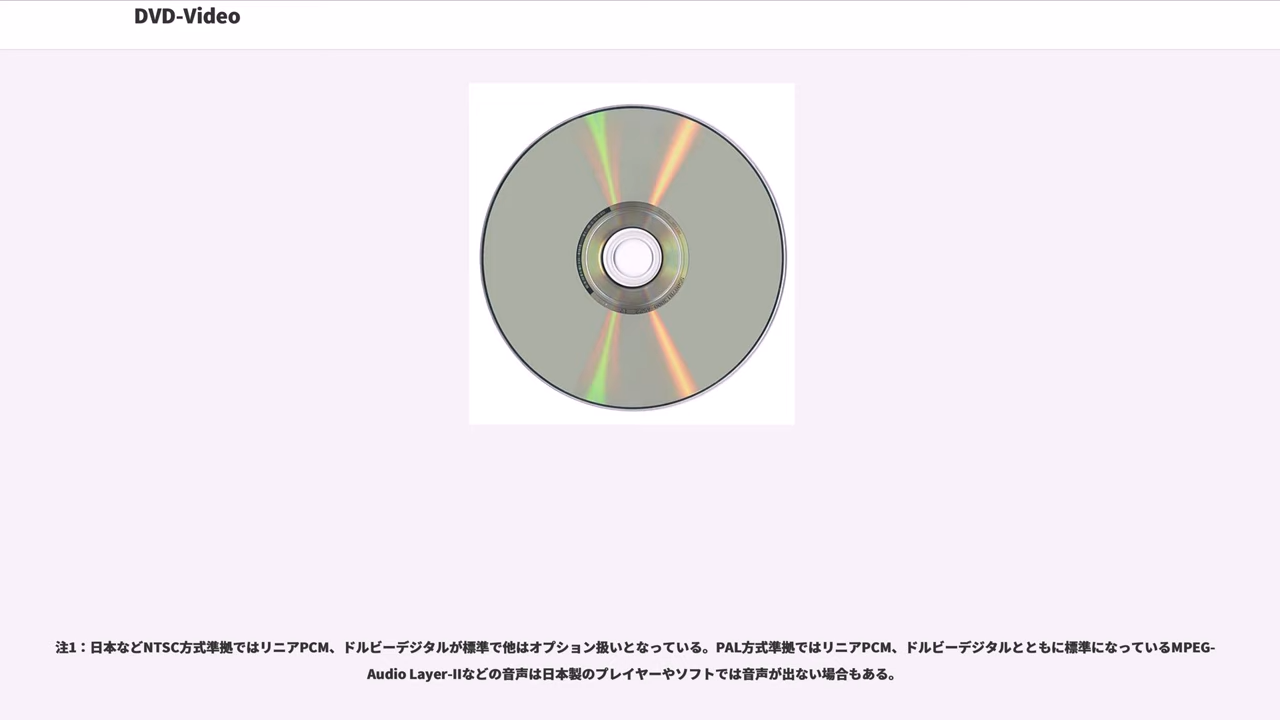 DVD-Video
注1：日本などNTSC方式準拠ではリニアPCM、ドルビーデジタルが標準で他はオプション扱いとなっている。PAL方式準拠ではリニアPCM、ドルビーデジタルとともに標準になっているMPEG-
Audio Layer-IIなどの音声は日本製のプレイヤーやソフトでは音声が出ない場合もある。